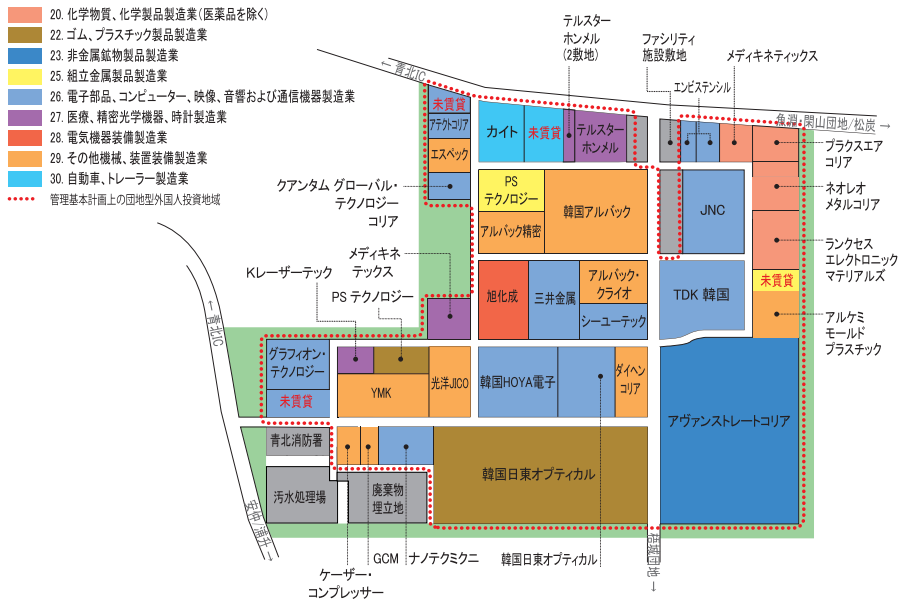 20. 化学物質、化学製品製造業(医薬品を除く)
22. ゴム、プラスチック製品製造業
23. 非金属鉱物製品製造業
25. 組立金属製品製造業
26. 電子部品、コンピューター、映像、音響および通信機器製造業
27. 医療、精密光学機器、時計製造業
28. 電気機器装備製造業
29. その他機械、装置装備製造業
30. 自動車、トレーラー製造業
管理基本計画上の団地型外国人投資地域
← 青北IC
テルスター
ホンメル
(2敷地)
ファシリティ
施設敷地
メディキネティックス
エンビステンシル
魚淵・閑山団地/松炭 →
未賃貸
アテクトコリア
エスペック
カイト
未賃貸
テルスター
ホンメル
プラクスエア
コリア
クアンタム グローバル・
テクノロジー
コリア
PS
テクノロジー
アルバック精密
韓国アルバック
JNC
ネオレオ
メタルコリア
ランクセス
エレクトロニック
マテリアルズ
メディキネ
テックス
Kレーザーテック
PS テクノロジー
旭化成
三井金属
アルバック・
クライオ
シーユーテック
TDK 韓国
未賃貸
アルケミ
モールド
プラスチック
← 青北IC
グラフィオン・
テクノロジー
未賃貸
YMK
光洋JICO
韓国HOYA電子
ダイヘン
コリア
アヴァンストレートコリア
青北消防署
汚水処理場
廃棄物
埋立地
韓国日東オプティカル
安仲/浦升 →
GCM
ナノテクミクニ
韓国日東オプティカル
ケーザー・
コンプレッサー